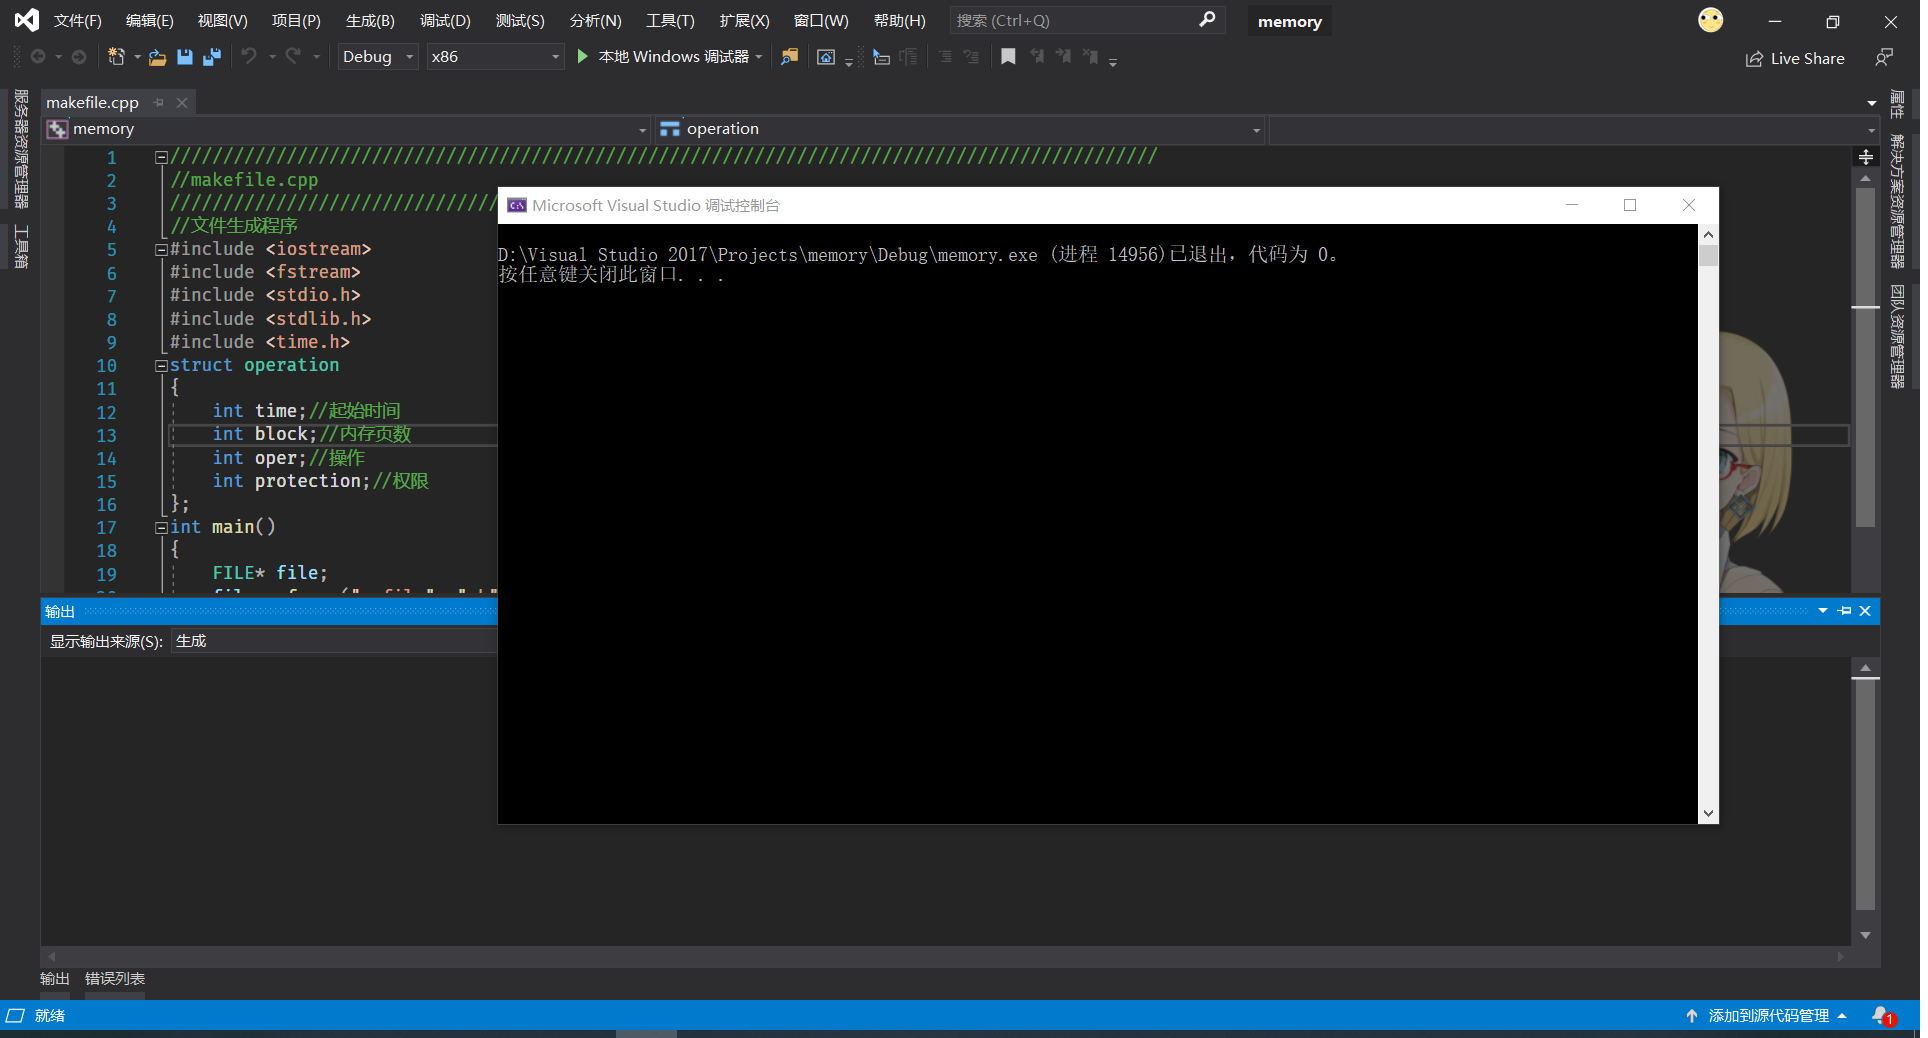 文件(F) 编辑(E) 视图(V) 项目(P) 生成(B) 调试(D) 测试(S) 分析(N) 工具(T) 扩展(X) 窗口(W) 帮助(H) 搜索 (Ctrl+Q) memory
Debug x86 本地 Windows 调试器 Live Share
服务器资源管理器
工具箱
makefile.cpp
memory operation
1 ////////////////////////////////////////////////////////////////////////////////////////////
2 //makefile.cpp
3 ///////////////////////////////
4 //文件生成程序
5 #include <iostream>
6 #include <fstream>
7 #include <stdio.h>
8 #include <stdlib.h>
9 #include <time.h>
10 struct operation
11 {
12 int time;//起始时间
13 int block;//内存页数
14 int oper;//操作
15 int protection;//权限
16 };
17 int main()
18 {
19 FILE* file;
Microsoft Visual Studio 调试控制台
D:\Visual Studio 2017\Projects\memory\Debug\memory.exe (进程 14956)已退出，代码为 0。
按任意键关闭此窗口. . .
属性
解决方案资源管理器
团队资源管理器
输出
显示输出来源(S): 生成
输出 错误列表
就绪 添加到源代码管理 1